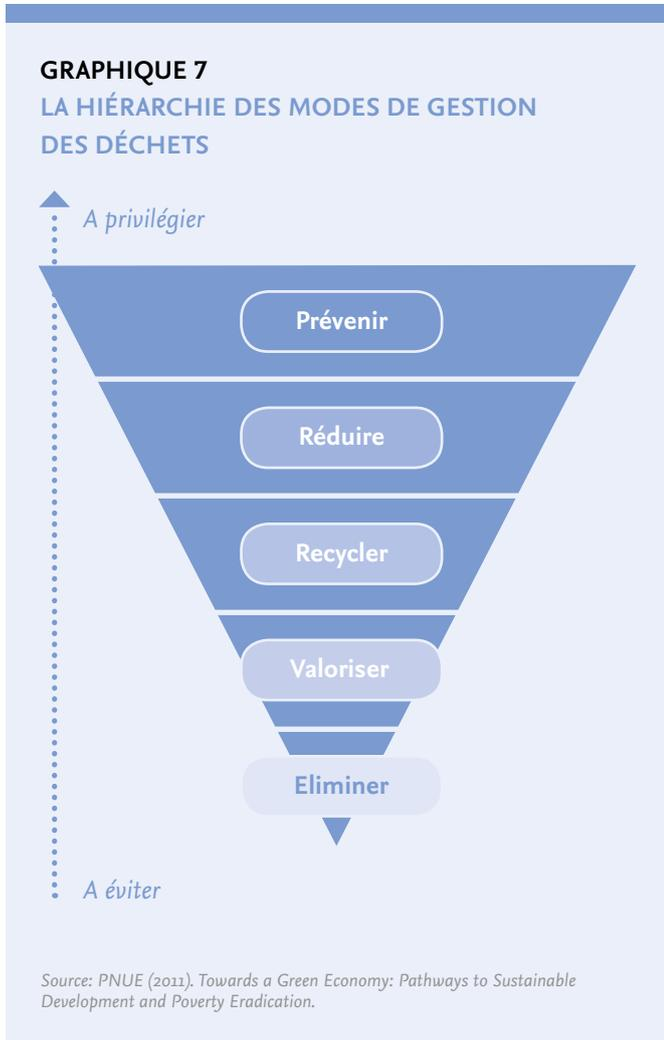 GRAPHIQUE 7
LA HIÉRARCHIE DES MODES DE GESTION
DES DÉCHETS
A privilégier
Prévenir
Réduire
Recycler
Valoriser
Eliminer
A éviter
Source: PNUE (2011). Towards a Green Economy: Pathways to Sustainable
Development and Poverty Eradication.